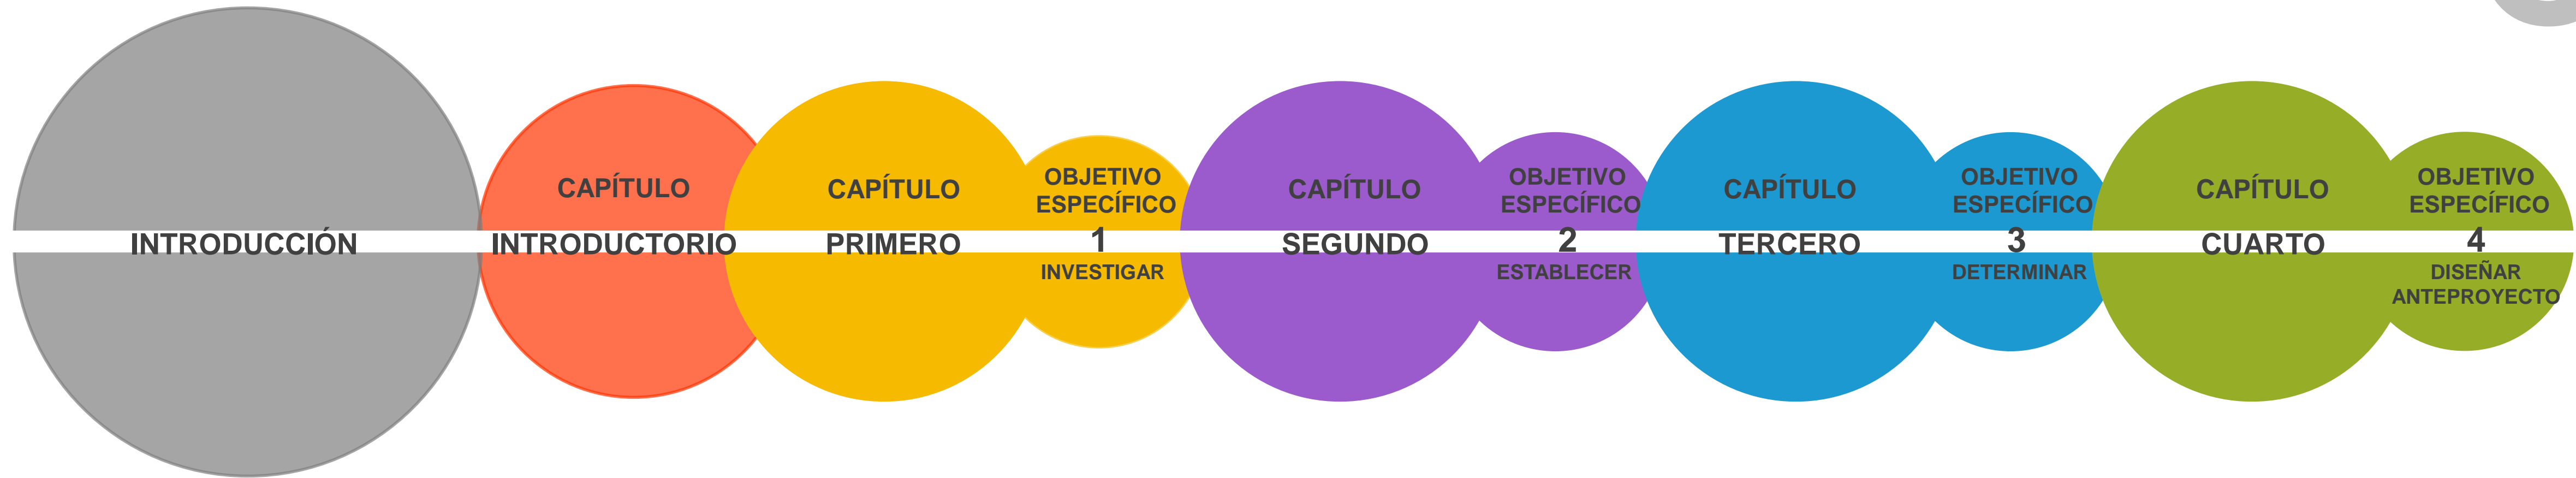 INTRODUCCIÓN
CAPÍTULO
INTRODUCTORIO
CAPÍTULO
PRIMERO
OBJETIVO
ESPECÍFICO
1
INVESTIGAR
CAPÍTULO
SEGUNDO
OBJETIVO
ESPECÍFICO
2
ESTABLECER
CAPÍTULO
TERCERO
OBJETIVO
ESPECÍFICO
3
DETERMINAR
CAPÍTULO
CUARTO
OBJETIVO
ESPECÍFICO
4
DISEÑAR
ANTEPROYECTO